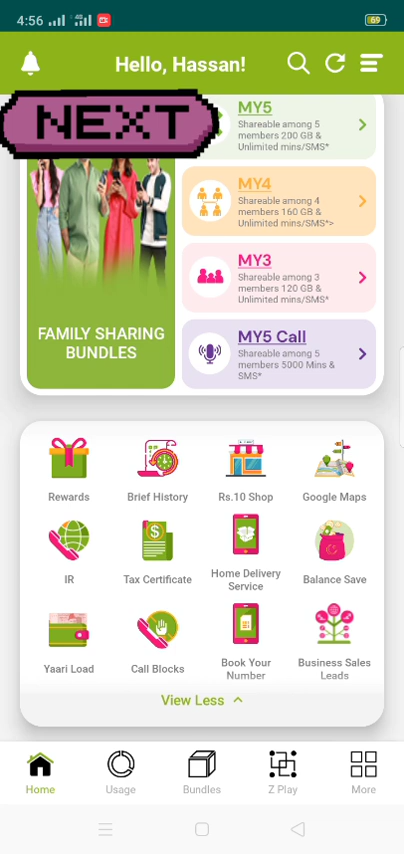 4:56
4G
69
Hello, Hassan!
NEXT
MY5
Shareable among 5
members 200 GB &
Unlimited mins/SMS*
MY4
Shareable among 4
members 160 GB &
Unlimited mins/SMS*>
MY3
Shareable among 3
members 120 GB &
Unlimited mins/SMS*
MY5 Call
Shareable among 5
members 5000 Mins &
SMS*
FAMILY SHARING
BUNDLES
Rewards
Brief History
Rs.10 Shop
Google Maps
IR
Tax Certificate
Home Delivery
Service
Balance Save
Yaari Load
Call Blocks
Book Your
Number
Business Sales
Leads
View Less
Home
Usage
Bundles
Z Play
More